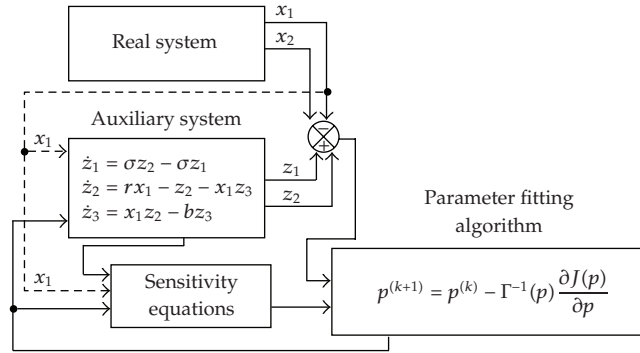 x₁
Real system
x₂
Auxiliary system
x₁
−
+
ż₁ = σz₂ − σz₁
ż₂ = rx₁ − z₂ − x₁z₃
ż₃ = x₁z₂ − bz₃
z₁
z₂
Parameter fitting
algorithm
x₁
Sensitivity
equations
p⁽ᵏ⁺¹⁾ = p⁽ᵏ⁾ − Γ⁻¹(p) ∂J(p)/∂p